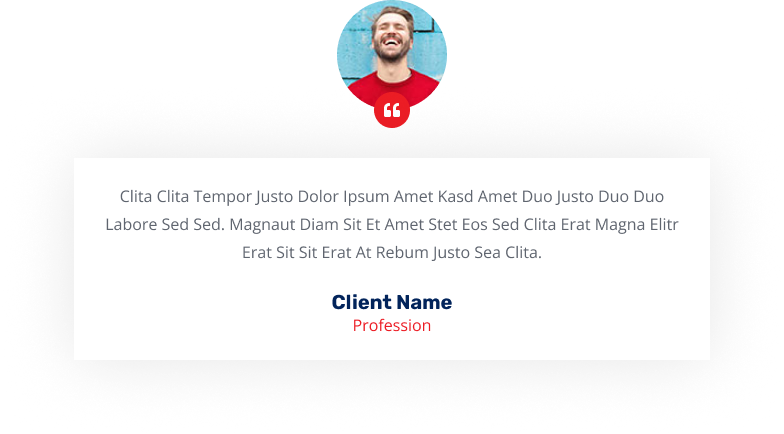 Clita Clita Tempor Justo Dolor Ipsum Amet Kasd Amet Duo Justo Duo Duo
Labore Sed Sed. Magnaut Diam Sit Et Amet Stet Eos Sed Clita Erat Magna Elitr
Erat Sit Sit Erat At Rebum Justo Sea Clita.
Client Name
Profession